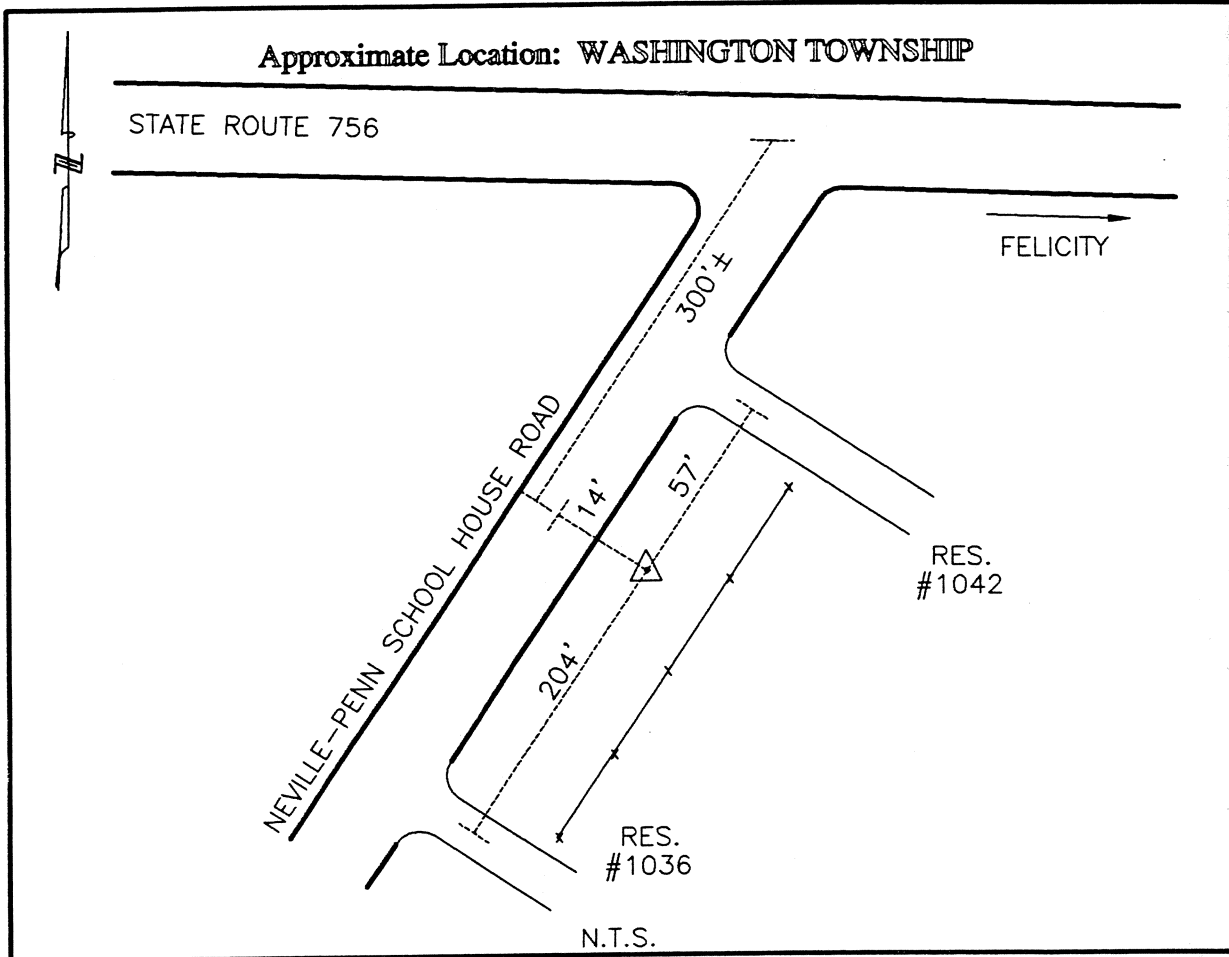 Approximate Location: WASHINGTON TOWNSHIP
STATE ROUTE 756
N
FELICITY
300'±
NEVILLE-PENN SCHOOL HOUSE ROAD
14'
57'
RES.
#1042
204'
RES.
#1036
N.T.S.